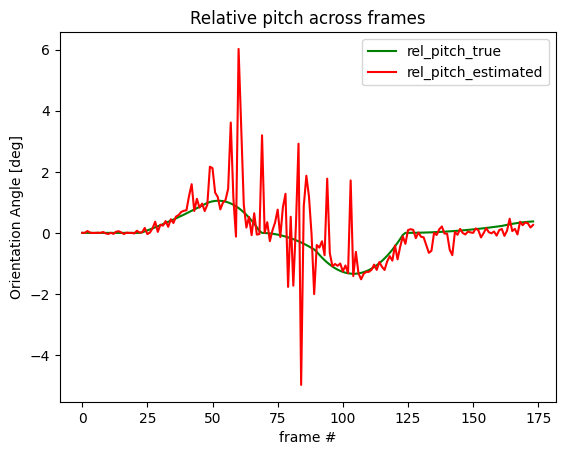 Relative pitch across frames
rel_pitch_true
rel_pitch_estimated
Orientation Angle [deg]
6
4
2
0
−2
−4
0 25 50 75 100 125 150 175
frame #